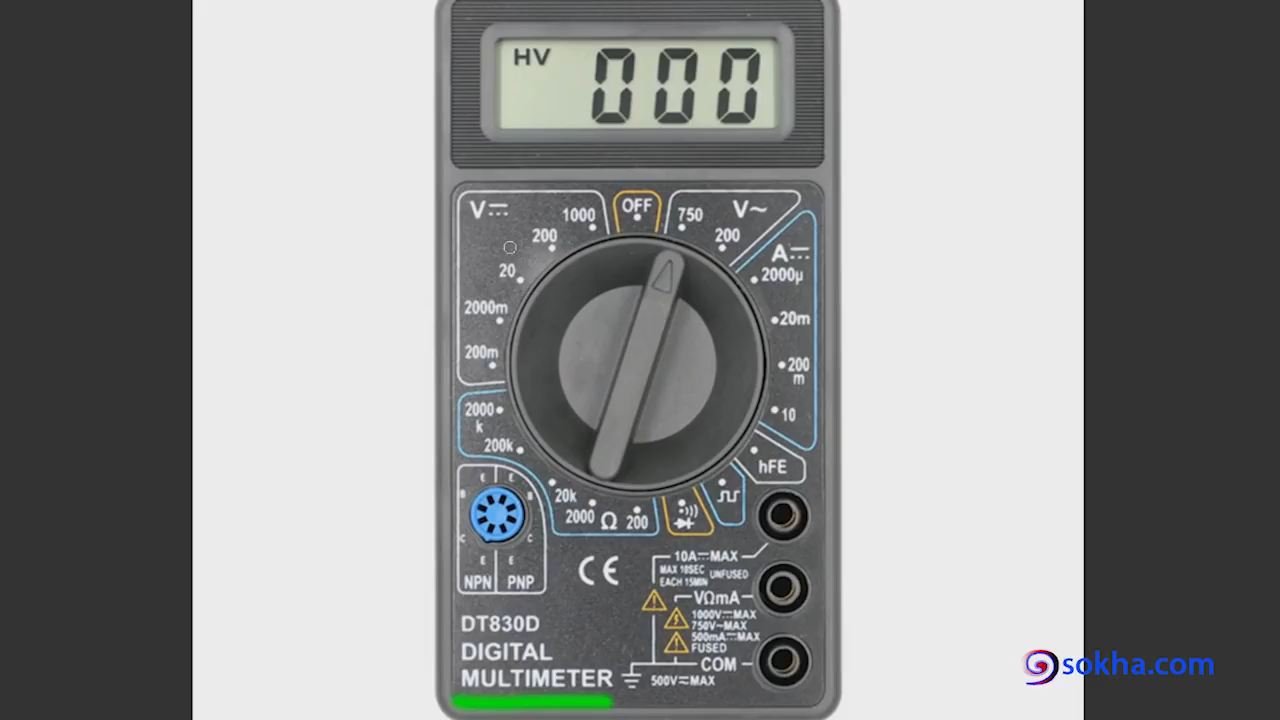 HV 000
V⎓
1000
OFF
750
V~
200
200
A⎓
20
2000µ
2000m
20m
200m
200
m
2000
k
10
200k
hFE
20k
2000 Ω 200
E E
B B
C C
E E
NPN PNP
CE
10A⎓MAX
MAX 10SEC
EACH 15MIN
UNFUSED
VΩmA
1000V⎓MAX
750V~MAX
500mA⎓MAX
FUSED
COM
500V⎓MAX
DT830D
DIGITAL
MULTIMETER
sokha.com